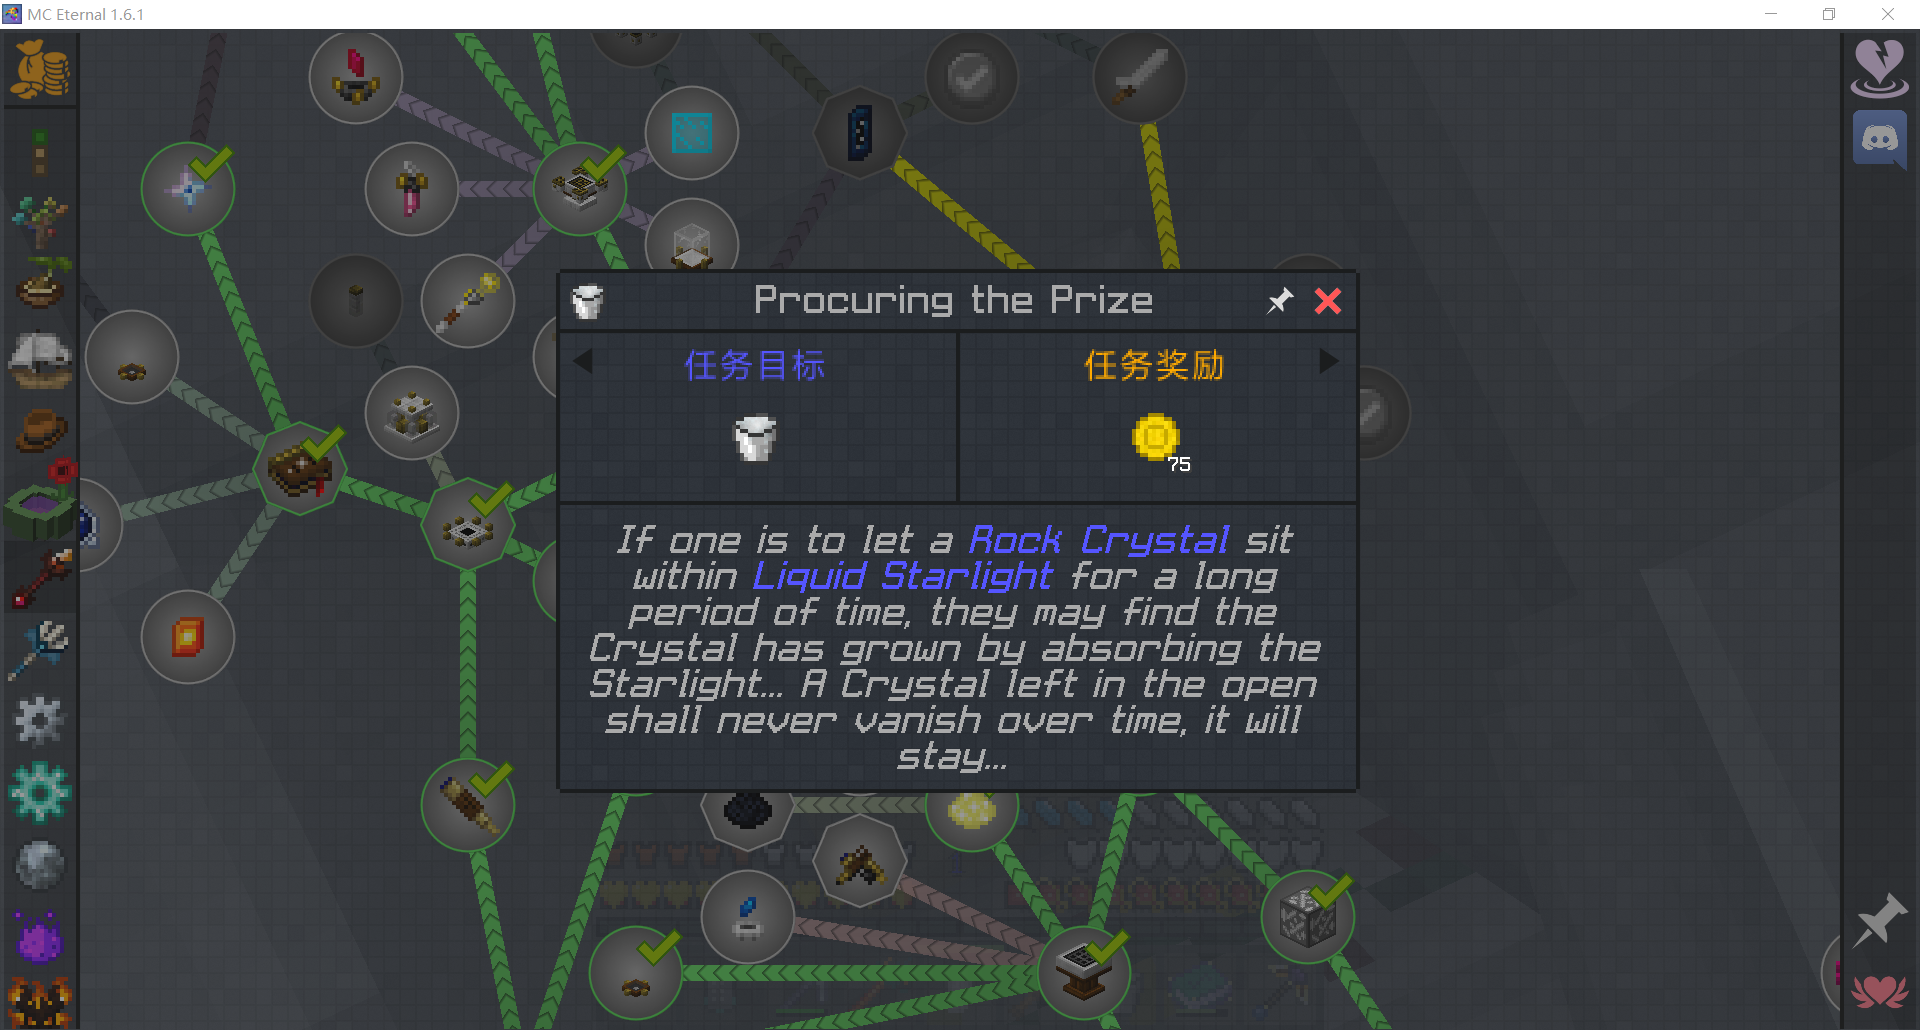 MC Eternal 1.6.1
Procuring the Prize
任务目标
任务奖励
75
If one is to let a Rock Crystal sit
within Liquid Starlight for a long
period of time, they may find the
Crystal has grown by absorbing the
Starlight... A Crystal left in the open
shall never vanish over time, it will
stay...